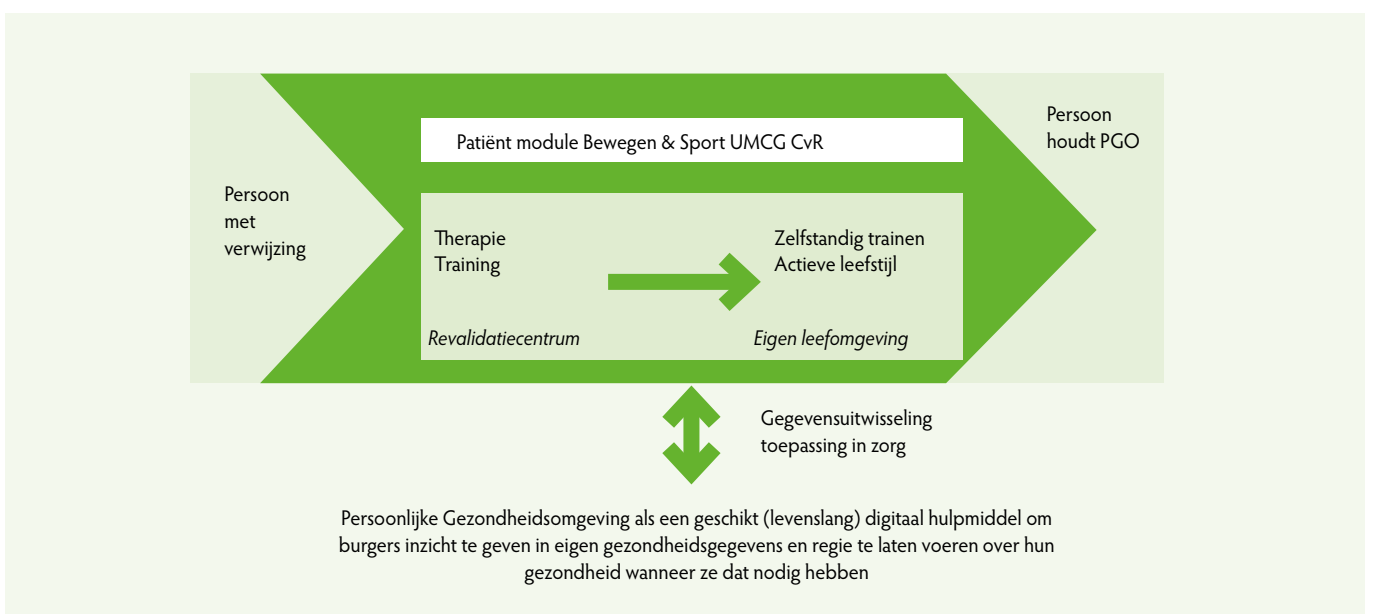 Persoon
met
verwijzing
Patiënt module Bewegen & Sport UMCG CvR
Therapie
Training
Revalidatiecentrum
Zelfstandig trainen
Actieve leefstijl
Eigen leefomgeving
Persoon
houdt PGO
Gegevensuitwisseling
toepassing in zorg
Persoonlijke Gezondheidsomgeving als een geschikt (levenslang) digitaal hulpmiddel om
burgers inzicht te geven in eigen gezondheidsgegevens en regie te laten voeren over hun
gezondheid wanneer ze dat nodig hebben